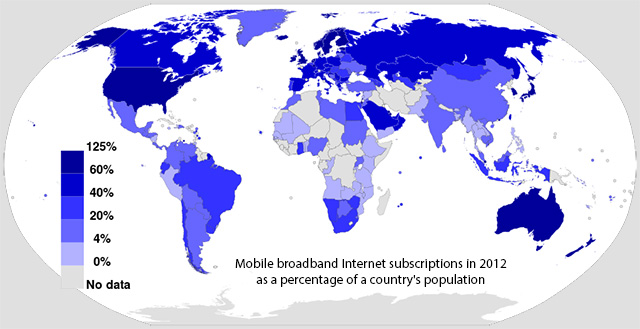 125%
60%
40%
20%
4%
0%
No data
Mobile broadband Internet subscriptions in 2012
as a percentage of a country's population